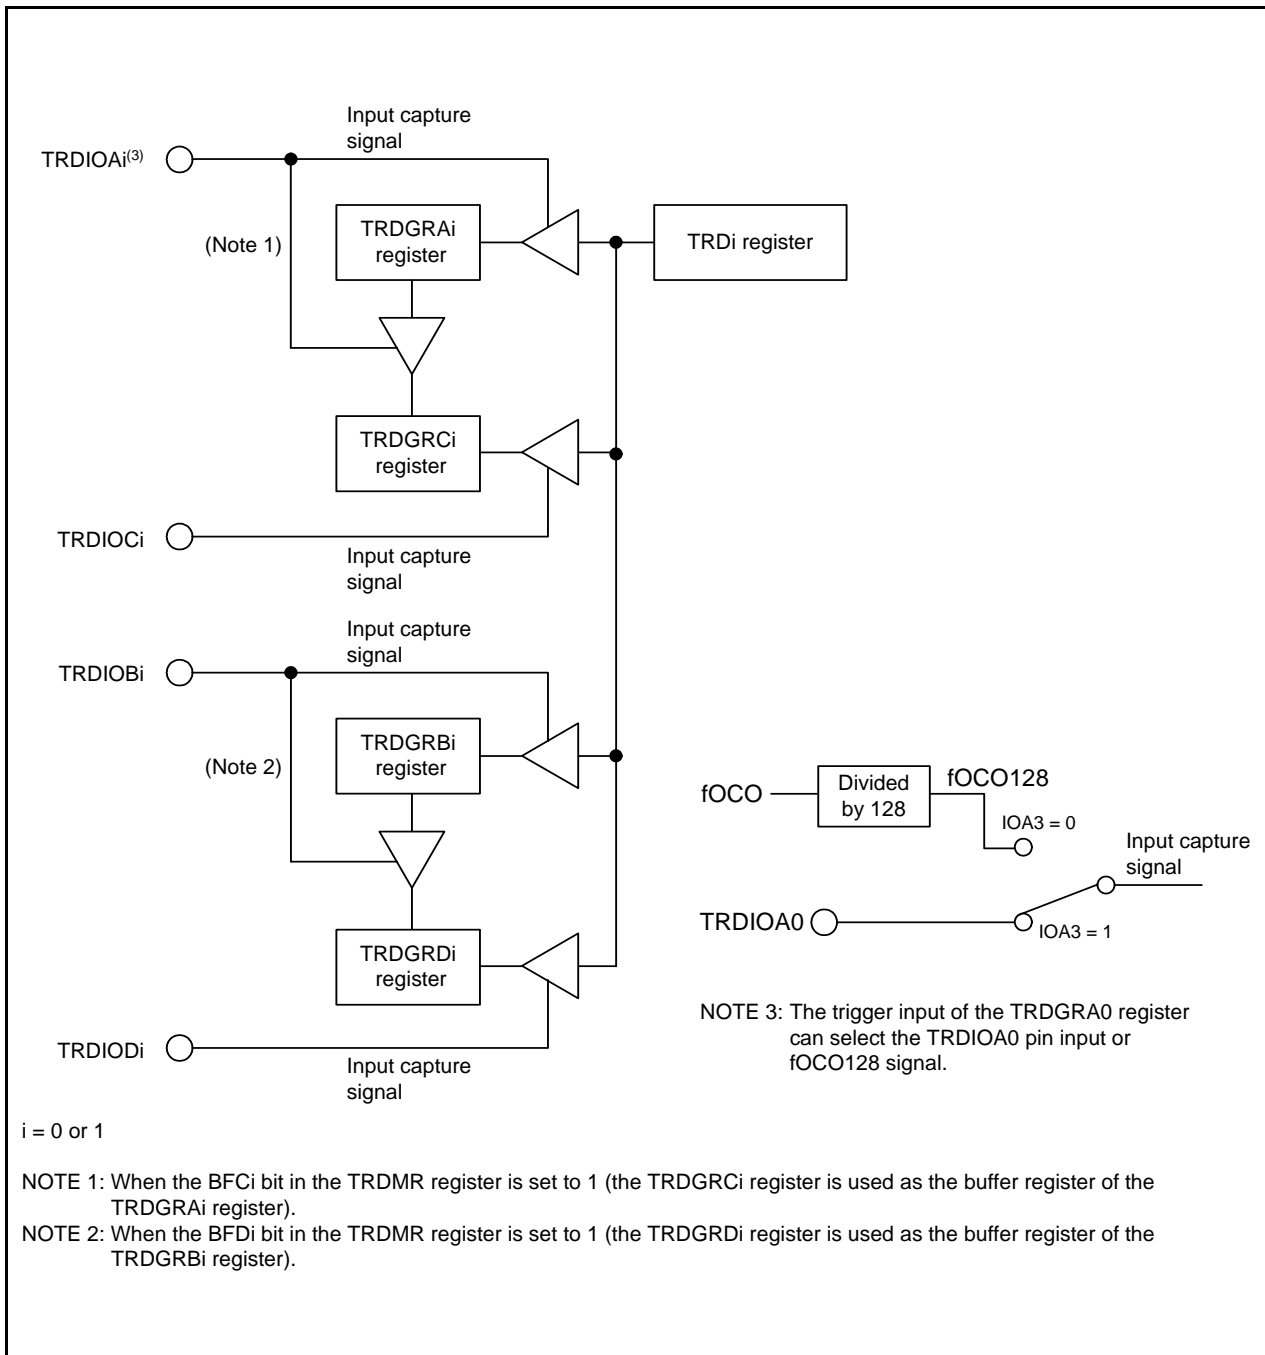 Input capture
signal
TRDIOAi(3)
TRDGRAi
register
(Note 1)
TRDi register
TRDGRCi
register
TRDIOCi
Input capture
signal
Input capture
signal
TRDIOBi
TRDGRBi
register
(Note 2)
TRDGRDi
register
TRDIODi
Input capture
signal
fOCO
Divided
by 128
fOCO128
IOA3 = 0
Input capture
signal
TRDIOA0
IOA3 = 1
NOTE 3: The trigger input of the TRDGRA0 register
can select the TRDIOA0 pin input or
fOCO128 signal.
i = 0 or 1
NOTE 1: When the BFCi bit in the TRDMR register is set to 1 (the TRDGRCi register is used as the buffer register of the
TRDGRAi register).
NOTE 2: When the BFDi bit in the TRDMR register is set to 1 (the TRDGRDi register is used as the buffer register of the
TRDGRBi register).